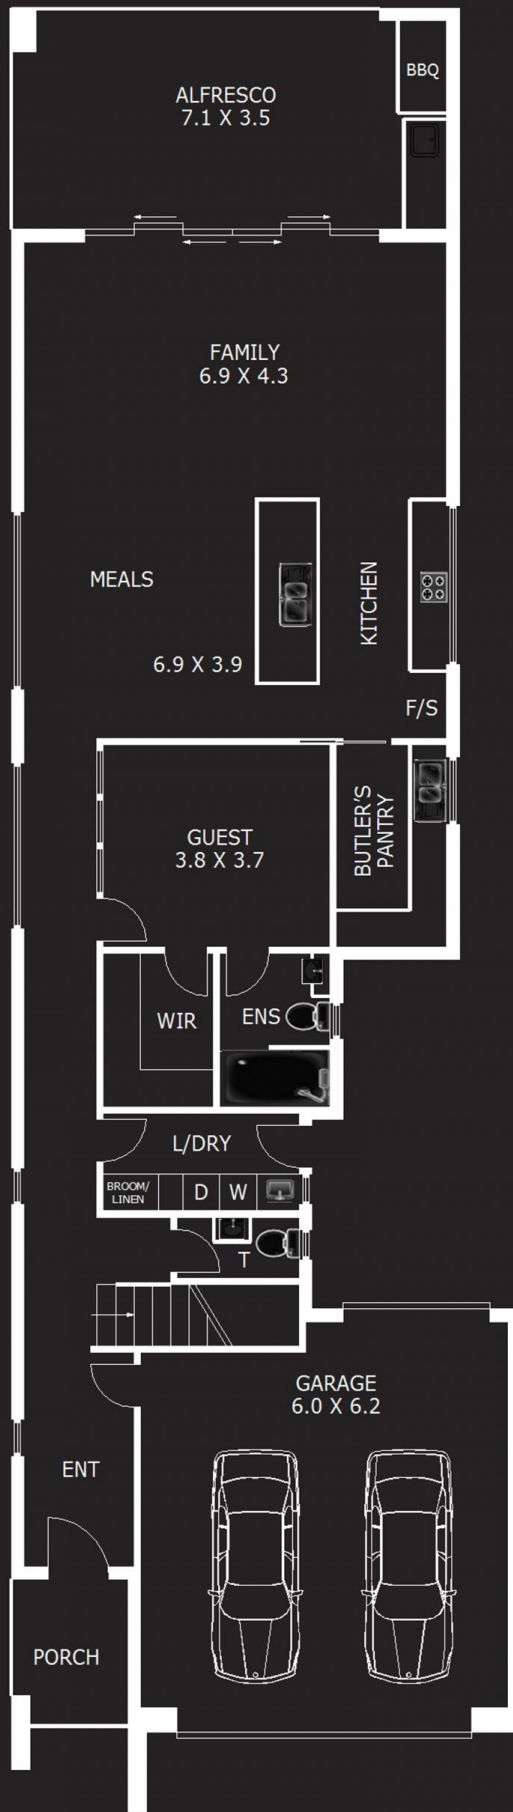 ALFRESCO
7.1 X 3.5
BBQ
FAMILY
6.9 X 4.3
MEALS
KITCHEN
6.9 X 3.9
F/S
GUEST
3.8 X 3.7
BUTLER'S
PANTRY
WIR
ENS
L/DRY
BROOM/
LINEN
D
W
T
GARAGE
6.0 X 6.2
ENT
PORCH